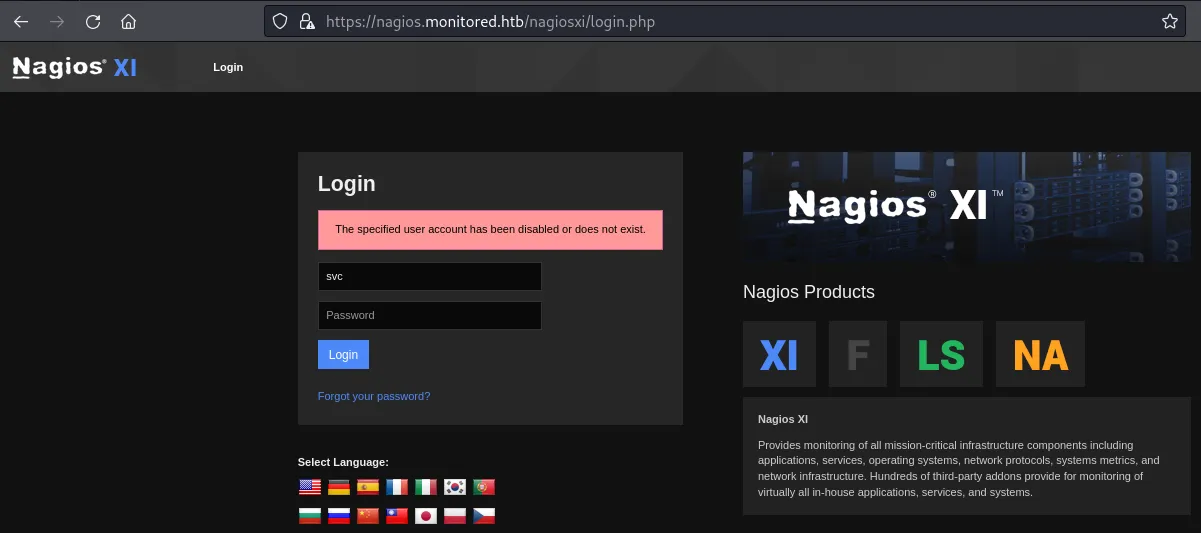 https://nagios.monitored.htb/nagiosxi/login.php
Nagios® XI
Login
Login
The specified user account has been disabled or does not exist.
svc
Password
Login
Forgot your password?
Select Language:
Nagios® XI™
Nagios Products
XI F LS NA
Nagios XI
Provides monitoring of all mission-critical infrastructure components including
applications, services, operating systems, network protocols, systems metrics, and
network infrastructure. Hundreds of third-party addons provide for monitoring of
virtually all in-house applications, services, and systems.